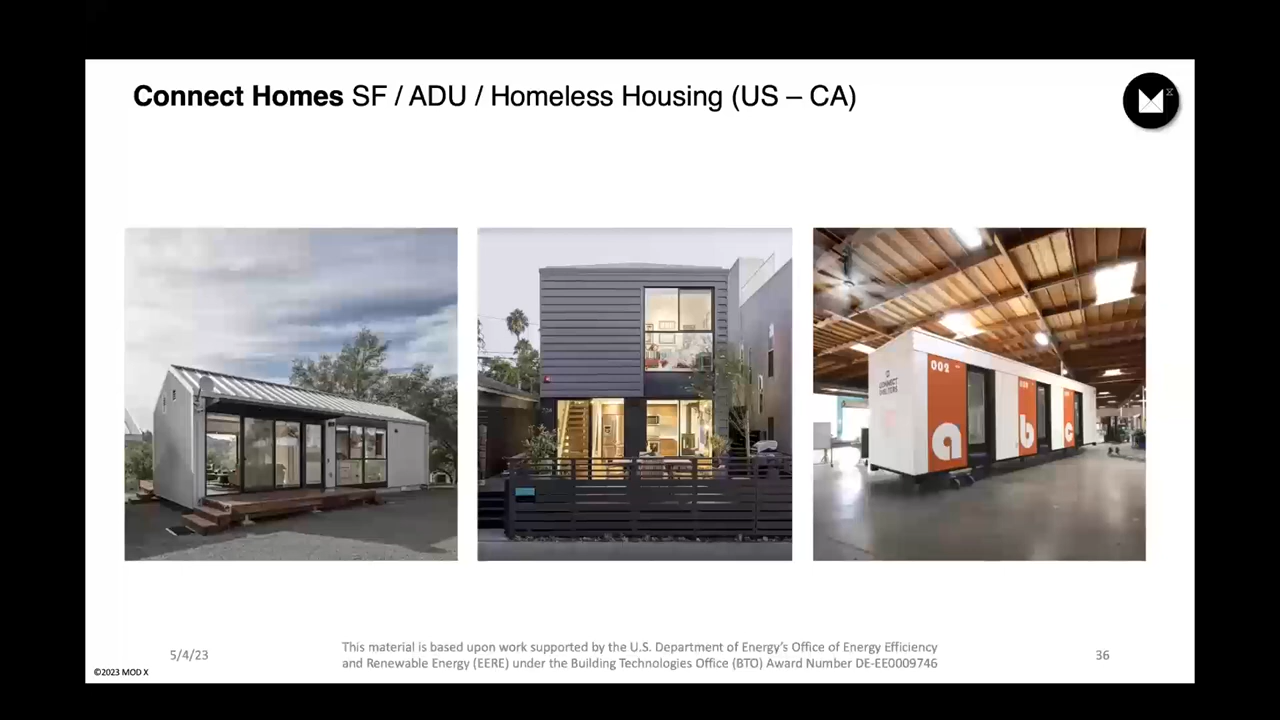 Connect Homes SF / ADU / Homeless Housing (US – CA)
002
CONNECT
SHELTERS
a
b
c
5/4/23
This material is based upon work supported by the U.S. Department of Energy's Office of Energy Efficiency
and Renewable Energy (EERE) under the Building Technologies Office (BTO) Award Number DE-EE0009746
36
©2023 MOD X